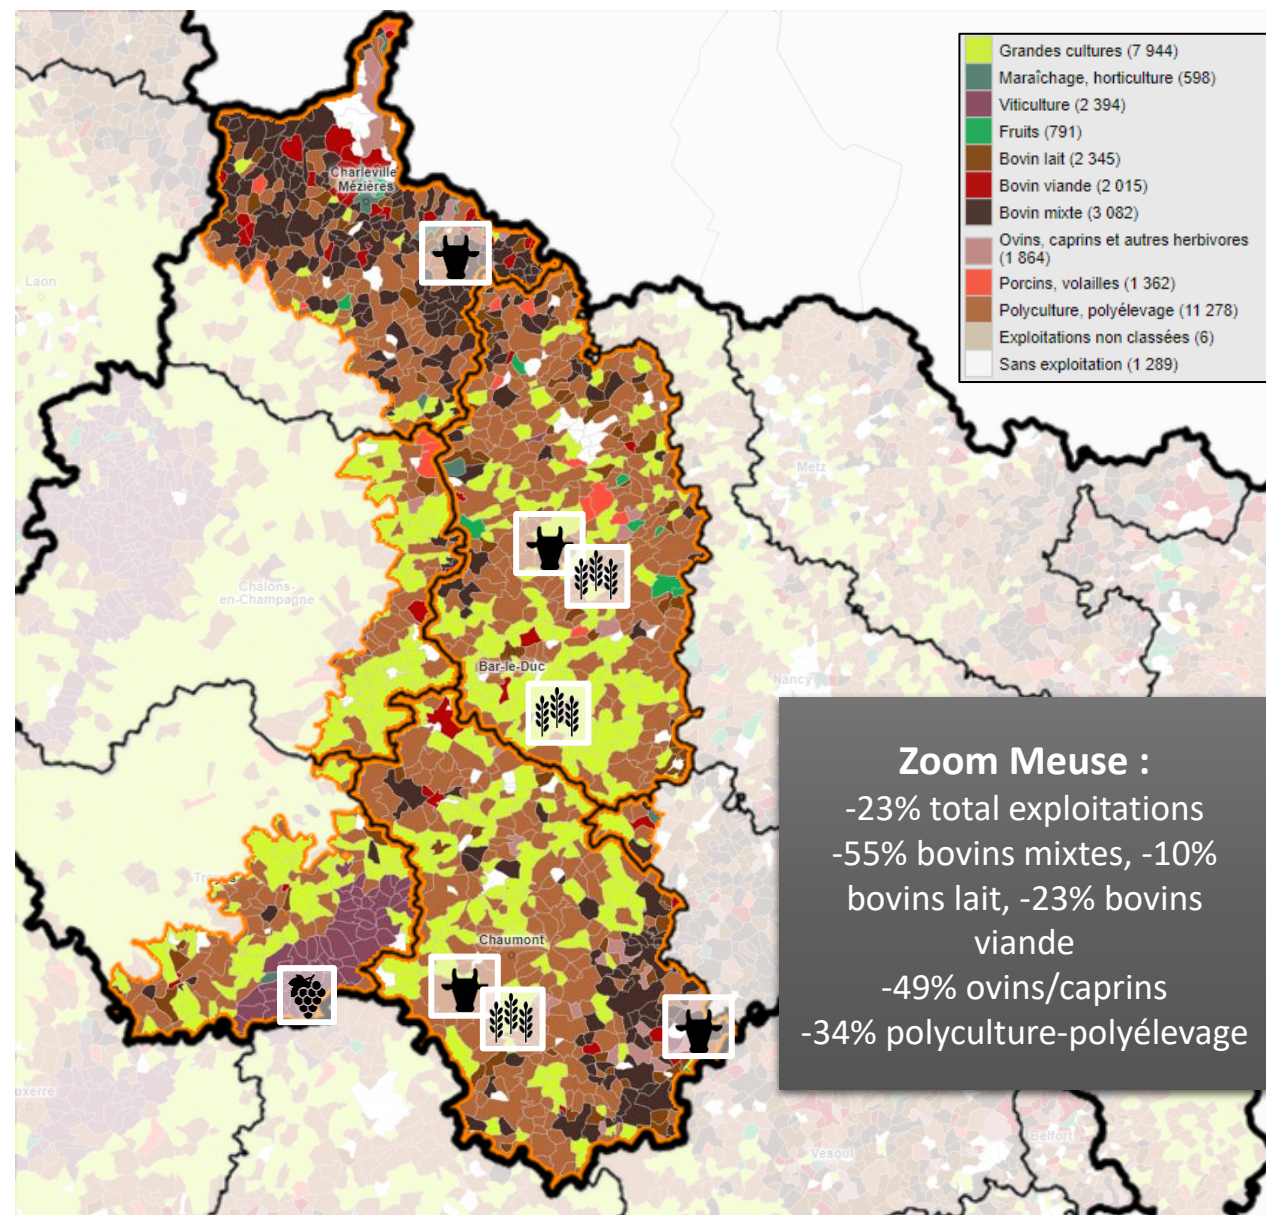 Grandes cultures (7 944)
Maraîchage, horticulture (598)
Viticulture (2 394)
Fruits (791)
Bovin lait (2 345)
Bovin viande (2 015)
Bovin mixte (3 082)
Ovins, caprins et autres herbivores
(1 864)
Porcins, volailles (1 362)
Polyculture, polyélevage (11 278)
Exploitations non classées (6)
Sans exploitation (1 289)
Charleville
Mézières
Laon
Metz
Châlons-
en-Champagne
Bar-le-Duc
Nancy
Chaumont
Vesoul
Belfort
Zoom Meuse :
-23% total exploitations
-55% bovins mixtes, -10%
bovins lait, -23% bovins
viande
-49% ovins/caprins
-34% polyculture-polyélevage